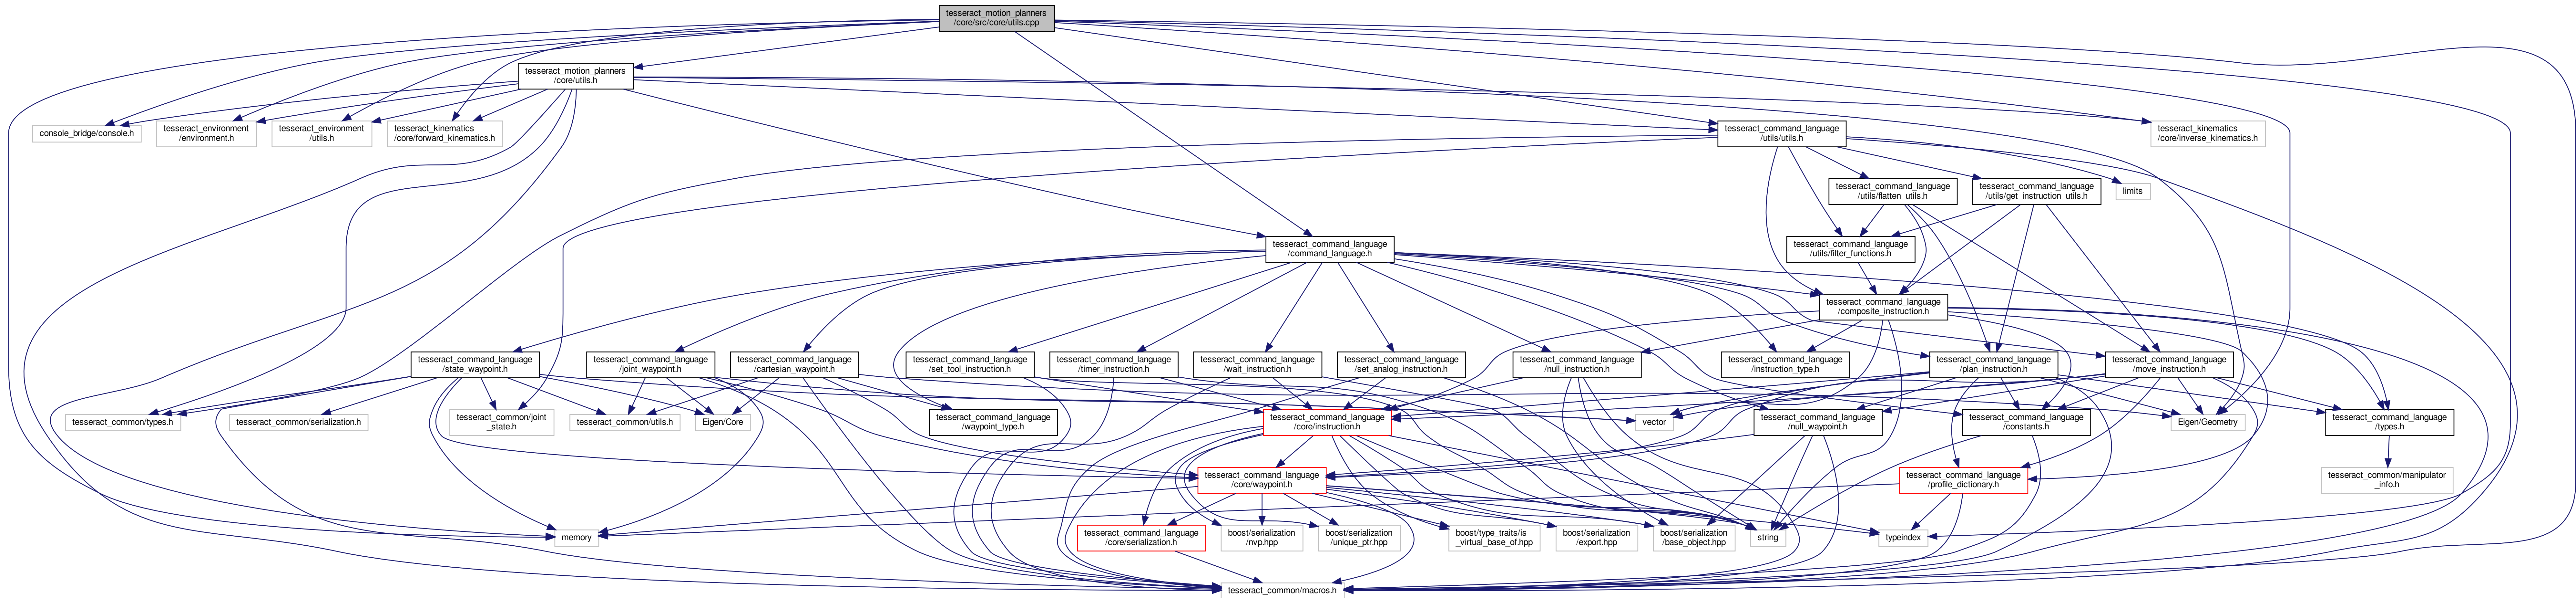 tesseract_motion_planners
/core/src/core/utils.cpp
tesseract_motion_planners
/core/utils.h
console_bridge/console.h
tesseract_environment
/environment.h
tesseract_environment
/utils.h
tesseract_kinematics
/core/forward_kinematics.h
tesseract_command_language
/utils/utils.h
tesseract_kinematics
/core/inverse_kinematics.h
tesseract_command_language
/utils/flatten_utils.h
tesseract_command_language
/utils/get_instruction_utils.h
limits
tesseract_command_language
/command_language.h
tesseract_command_language
/utils/filter_functions.h
tesseract_command_language
/composite_instruction.h
tesseract_command_language
/state_waypoint.h
tesseract_command_language
/joint_waypoint.h
tesseract_command_language
/cartesian_waypoint.h
tesseract_command_language
/set_tool_instruction.h
tesseract_command_language
/timer_instruction.h
tesseract_command_language
/wait_instruction.h
tesseract_command_language
/set_analog_instruction.h
tesseract_command_language
/null_instruction.h
tesseract_command_language
/instruction_type.h
tesseract_command_language
/plan_instruction.h
tesseract_command_language
/move_instruction.h
tesseract_common/types.h
tesseract_common/serialization.h
tesseract_common/joint
_state.h
tesseract_common/utils.h
Eigen/Core
tesseract_command_language
/waypoint_type.h
tesseract_command_language
/core/instruction.h
vector
tesseract_command_language
/null_waypoint.h
tesseract_command_language
/constants.h
Eigen/Geometry
tesseract_command_language
/types.h
tesseract_command_language
/core/waypoint.h
tesseract_command_language
/profile_dictionary.h
tesseract_common/manipulator
_info.h
memory
tesseract_command_language
/core/serialization.h
boost/serialization
/nvp.hpp
boost/serialization
/unique_ptr.hpp
boost/type_traits/is
_virtual_base_of.hpp
boost/serialization
/export.hpp
boost/serialization
/base_object.hpp
string
typeindex
tesseract_common/macros.h